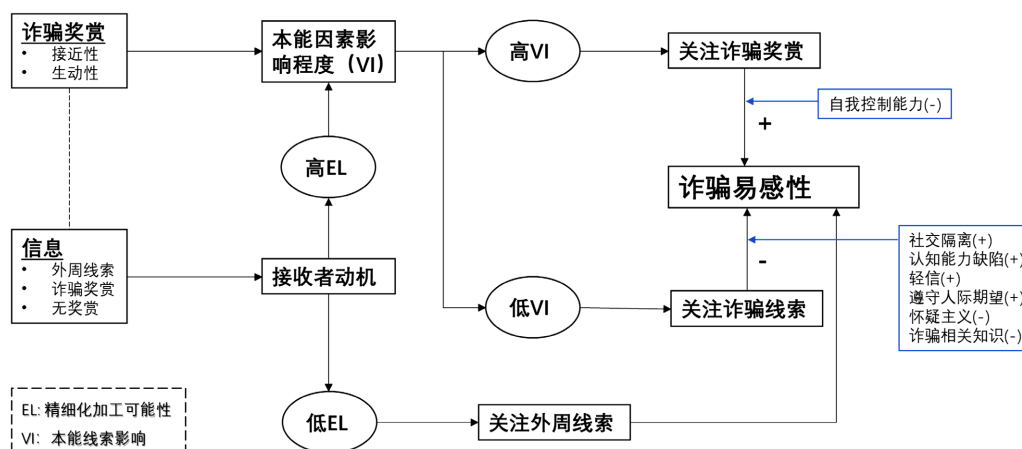 诈骗奖赏
• 接近性
• 生动性
本能因素影
响程度（VI）
高VI
关注诈骗奖赏
自我控制能力(-)
+
高EL
诈骗易感性
信息
• 外周线索
• 诈骗奖赏
• 无奖赏
接收者动机
-
社交隔离(+)
认知能力缺陷(+)
轻信(+)
遵守人际期望(+)
怀疑主义(-)
诈骗相关知识(-)
低VI
关注诈骗线索
EL: 精细化加工可能性
VI: 本能线索影响
低EL
关注外周线索